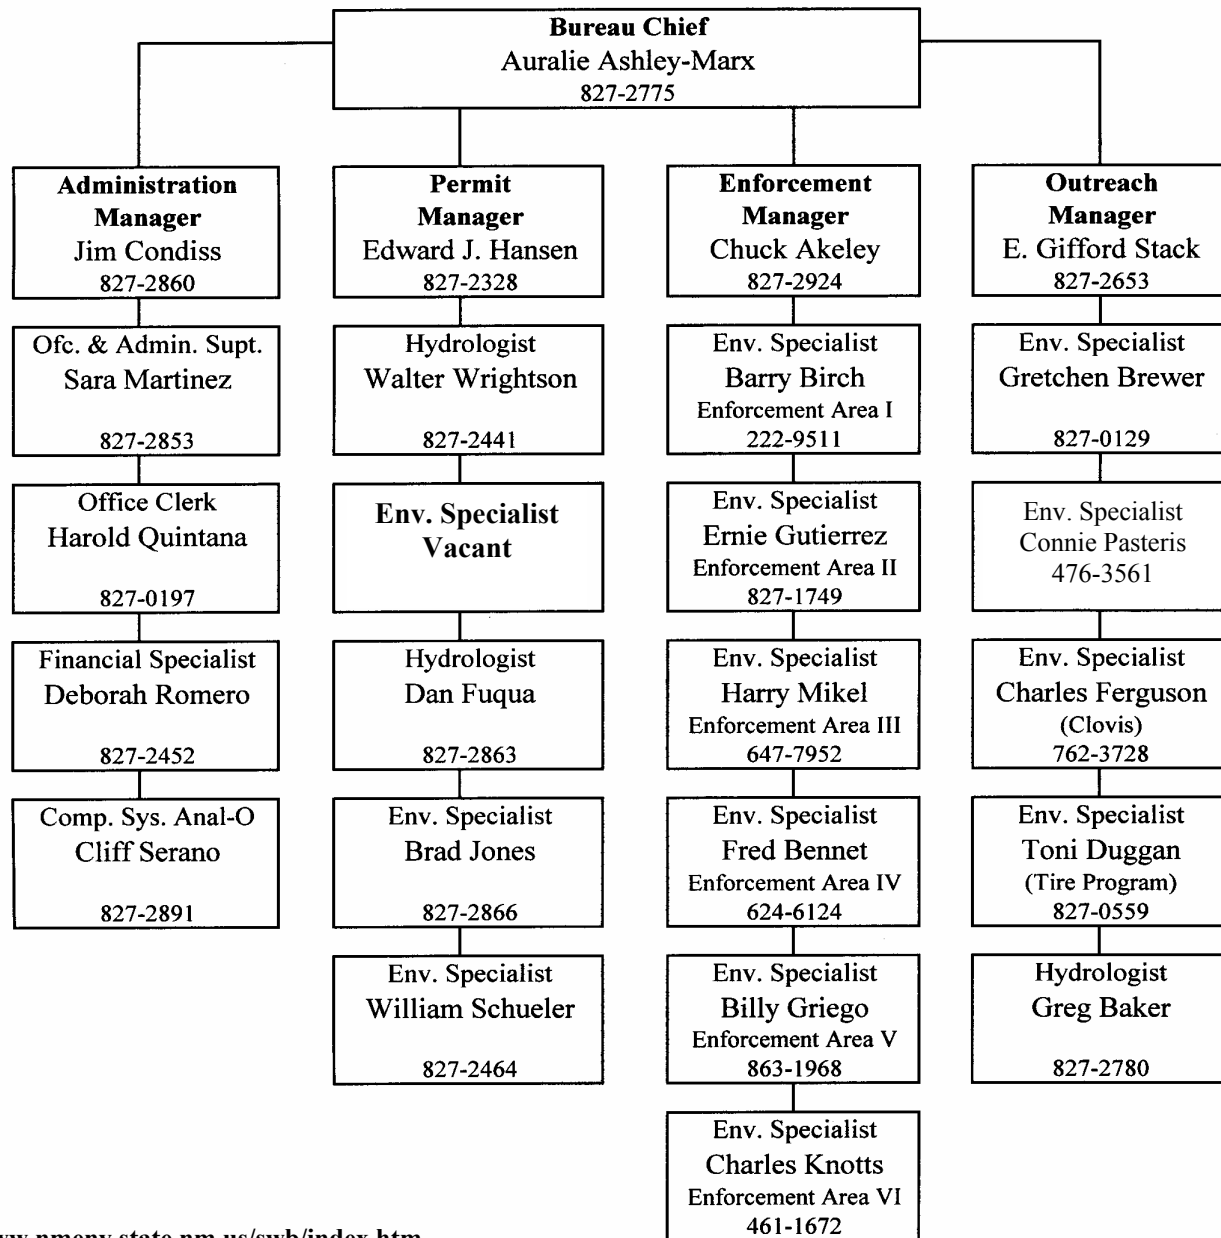 Bureau Chief
Auralie Ashley-Marx
827-2775
Administration
Manager
Jim Condiss
827-2860
Ofc. & Admin. Supt.
Sara Martinez
827-2853
Office Clerk
Harold Quintana
827-0197
Financial Specialist
Deborah Romero
827-2452
Comp. Sys. Anal-O
Cliff Serano
827-2891
Permit
Manager
Edward J. Hansen
827-2328
Hydrologist
Walter Wrightson
827-2441
Env. Specialist
Vacant
Hydrologist
Dan Fuqua
827-2863
Env. Specialist
Brad Jones
827-2866
Env. Specialist
William Schueler
827-2464
Enforcement
Manager
Chuck Akeley
827-2924
Env. Specialist
Barry Birch
Enforcement Area I
222-9511
Env. Specialist
Ernie Gutierrez
Enforcement Area II
827-1749
Env. Specialist
Harry Mikel
Enforcement Area III
647-7952
Env. Specialist
Fred Bennet
Enforcement Area IV
624-6124
Env. Specialist
Billy Griego
Enforcement Area V
863-1968
Env. Specialist
Charles Knotts
Enforcement Area VI
461-1672
Outreach
Manager
E. Gifford Stack
827-2653
Env. Specialist
Gretchen Brewer
827-0129
Env. Specialist
Connie Pasteris
476-3561
Env. Specialist
Charles Ferguson
(Clovis)
762-3728
Env. Specialist
Toni Duggan
(Tire Program)
827-0559
Hydrologist
Greg Baker
827-2780
ww.nmenv.state.nm.us/swb/index.htm